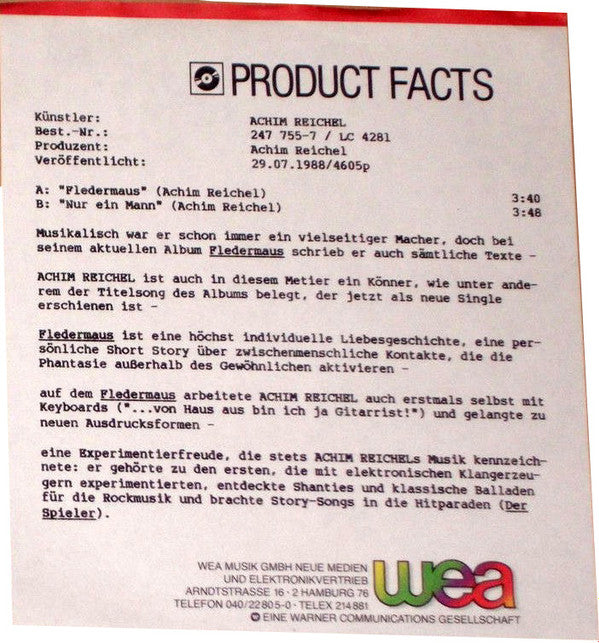 PRODUCT FACTS
Künstler: ACHIM REICHEL
Best.-Nr.: 247 755-7 / LC 4281
Produzent: Achim Reichel
Veröffentlicht: 29.07.1988/4605p
A: "Fledermaus" (Achim Reichel) 3:40
B: "Nur ein Mann" (Achim Reichel) 3:48
Musikalisch war er schon immer ein vielseitiger Macher, doch bei
seinem aktuellen Album Fledermaus schrieb er auch sämtliche Texte -
ACHIM REICHEL ist auch in diesem Metier ein Könner, wie unter ande-
rem der Titelsong des Albums belegt, der jetzt als neue Single
erschienen ist -
Fledermaus ist eine höchst individuelle Liebesgeschichte, eine per-
sönliche Short Story über zwischenmenschliche Kontakte, die die
Phantasie außerhalb des Gewöhnlichen aktivieren -
auf dem Fledermaus arbeitete ACHIM REICHEL auch erstmals selbst mit
Keyboards ("...von Haus aus bin ich ja Gitarrist!") und gelangte zu
neuen Ausdrucksformen -
eine Experimentierfreude, die stets ACHIM REICHELs Musik kennzeich-
nete: er gehörte zu den ersten, die mit elektronischen Klangerzeu-
gern experimentierten, entdeckte Shanties und klassische Balladen
für die Rockmusik und brachte Story-Songs in die Hitparaden (Der
Spieler).
WEA MUSIK GMBH NEUE MEDIEN
UND ELEKTRONIKVERTRIEB
ARNDTSTRASSE 16 · 2 HAMBURG 76
TELEFON 040/22805-0 · TELEX 214861
wea
EINE WARNER COMMUNICATIONS GESELLSCHAFT